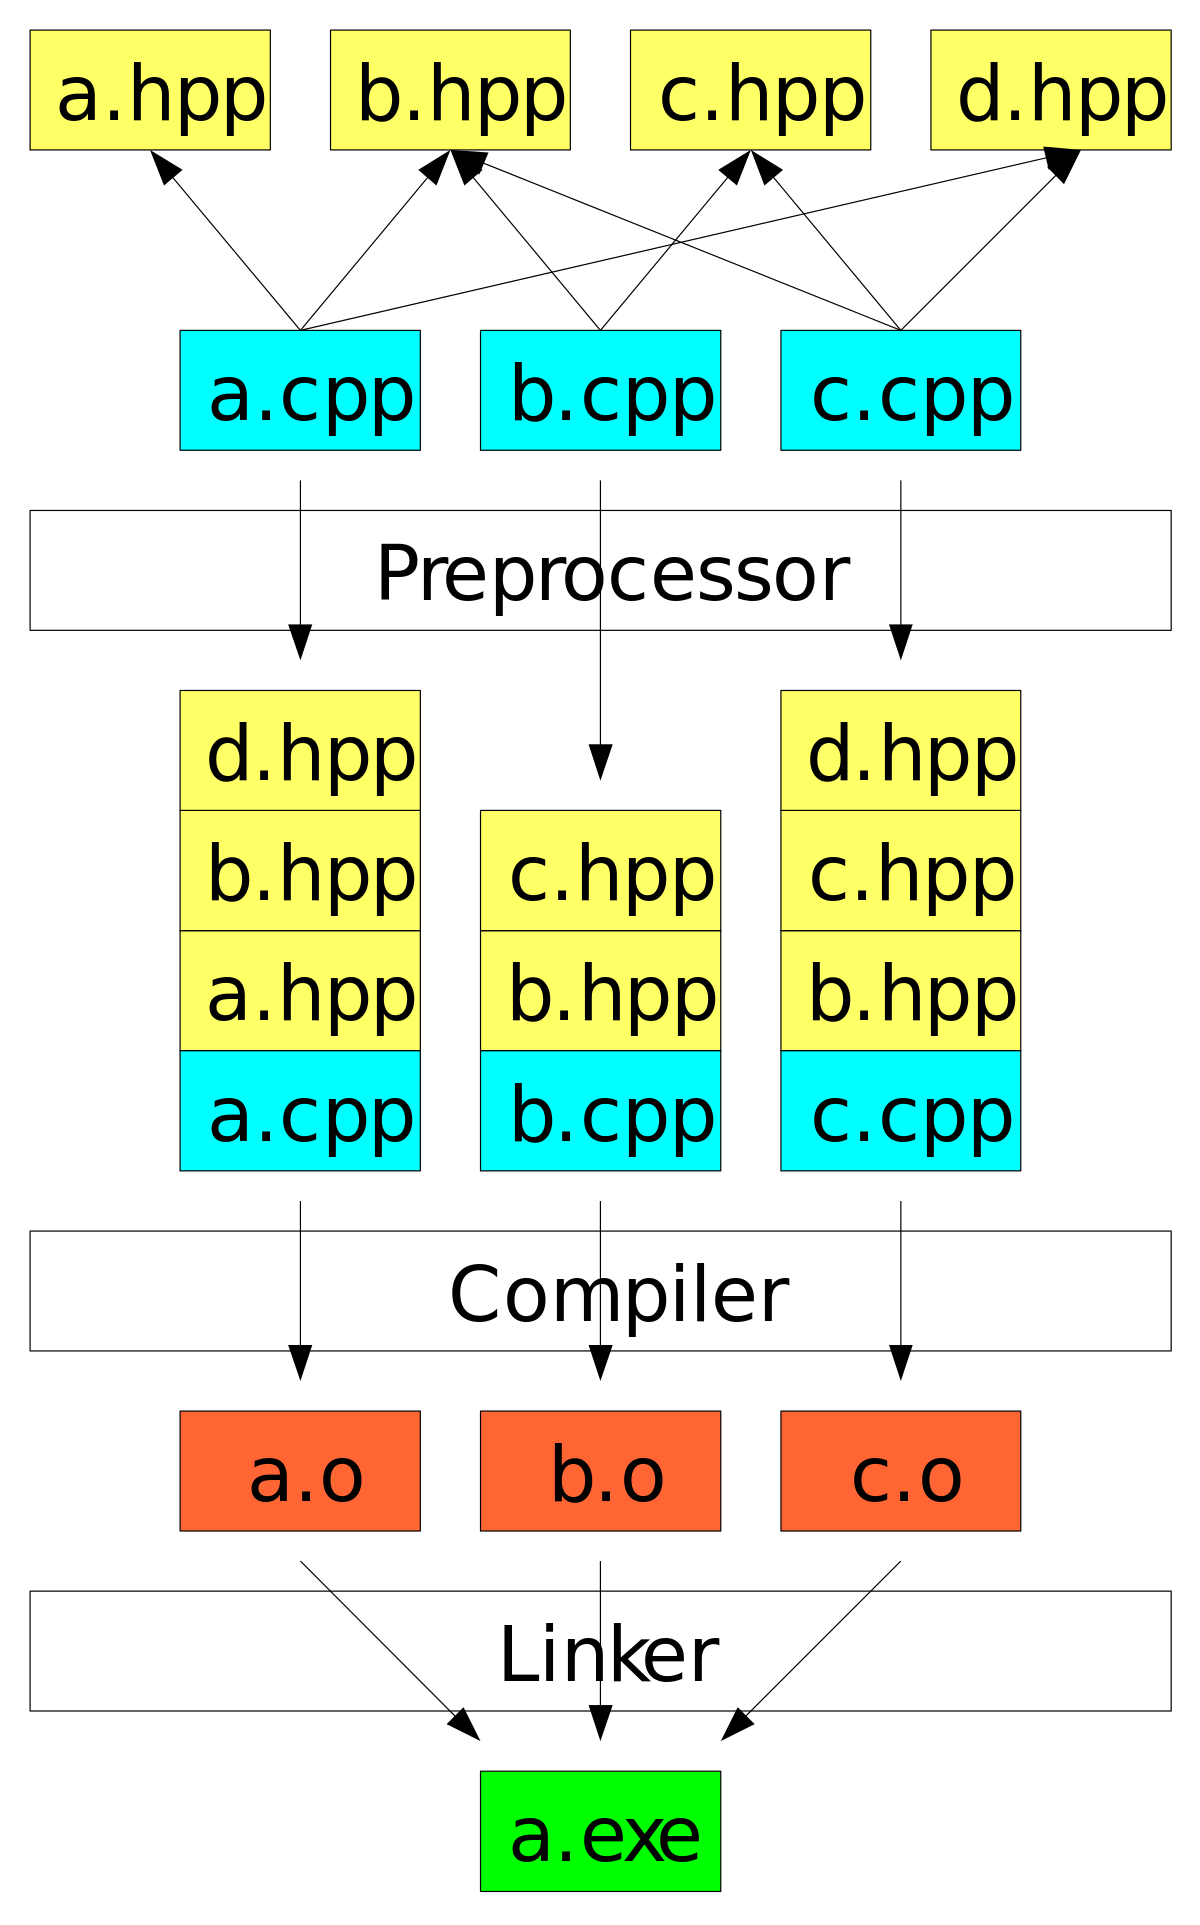 a.hpp b.hpp c.hpp d.hpp
a.cpp b.cpp c.cpp
Preprocessor
d.hpp d.hpp
b.hpp c.hpp c.hpp
a.hpp b.hpp b.hpp
a.cpp b.cpp c.cpp
Compiler
a.o b.o c.o
Linker
a.exe